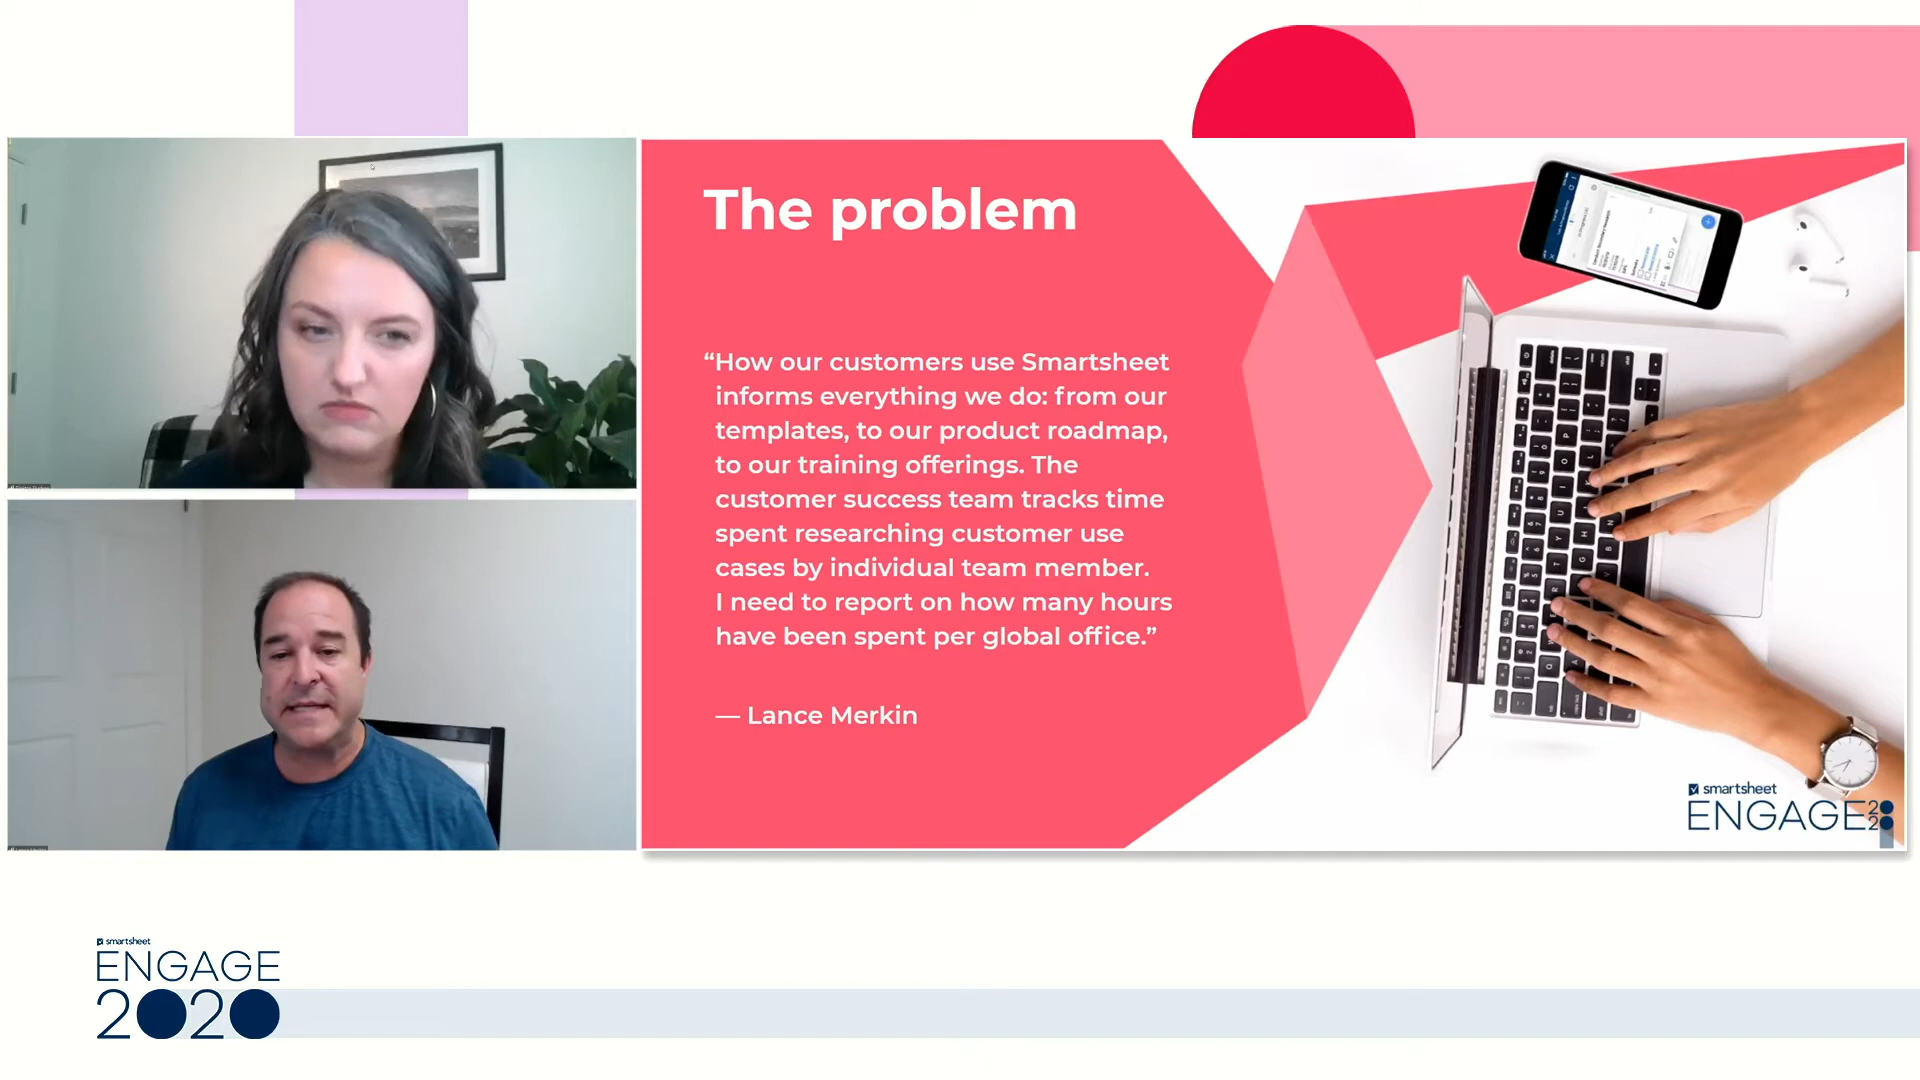 The problem
“How our customers use Smartsheet
informs everything we do: from our
templates, to our product roadmap,
to our training offerings. The
customer success team tracks time
spent researching customer use
cases by individual team member.
I need to report on how many hours
have been spent per global office.”
— Lance Merkin
smartsheet
ENGAGE 2020
smartsheet
ENGAGE
2020